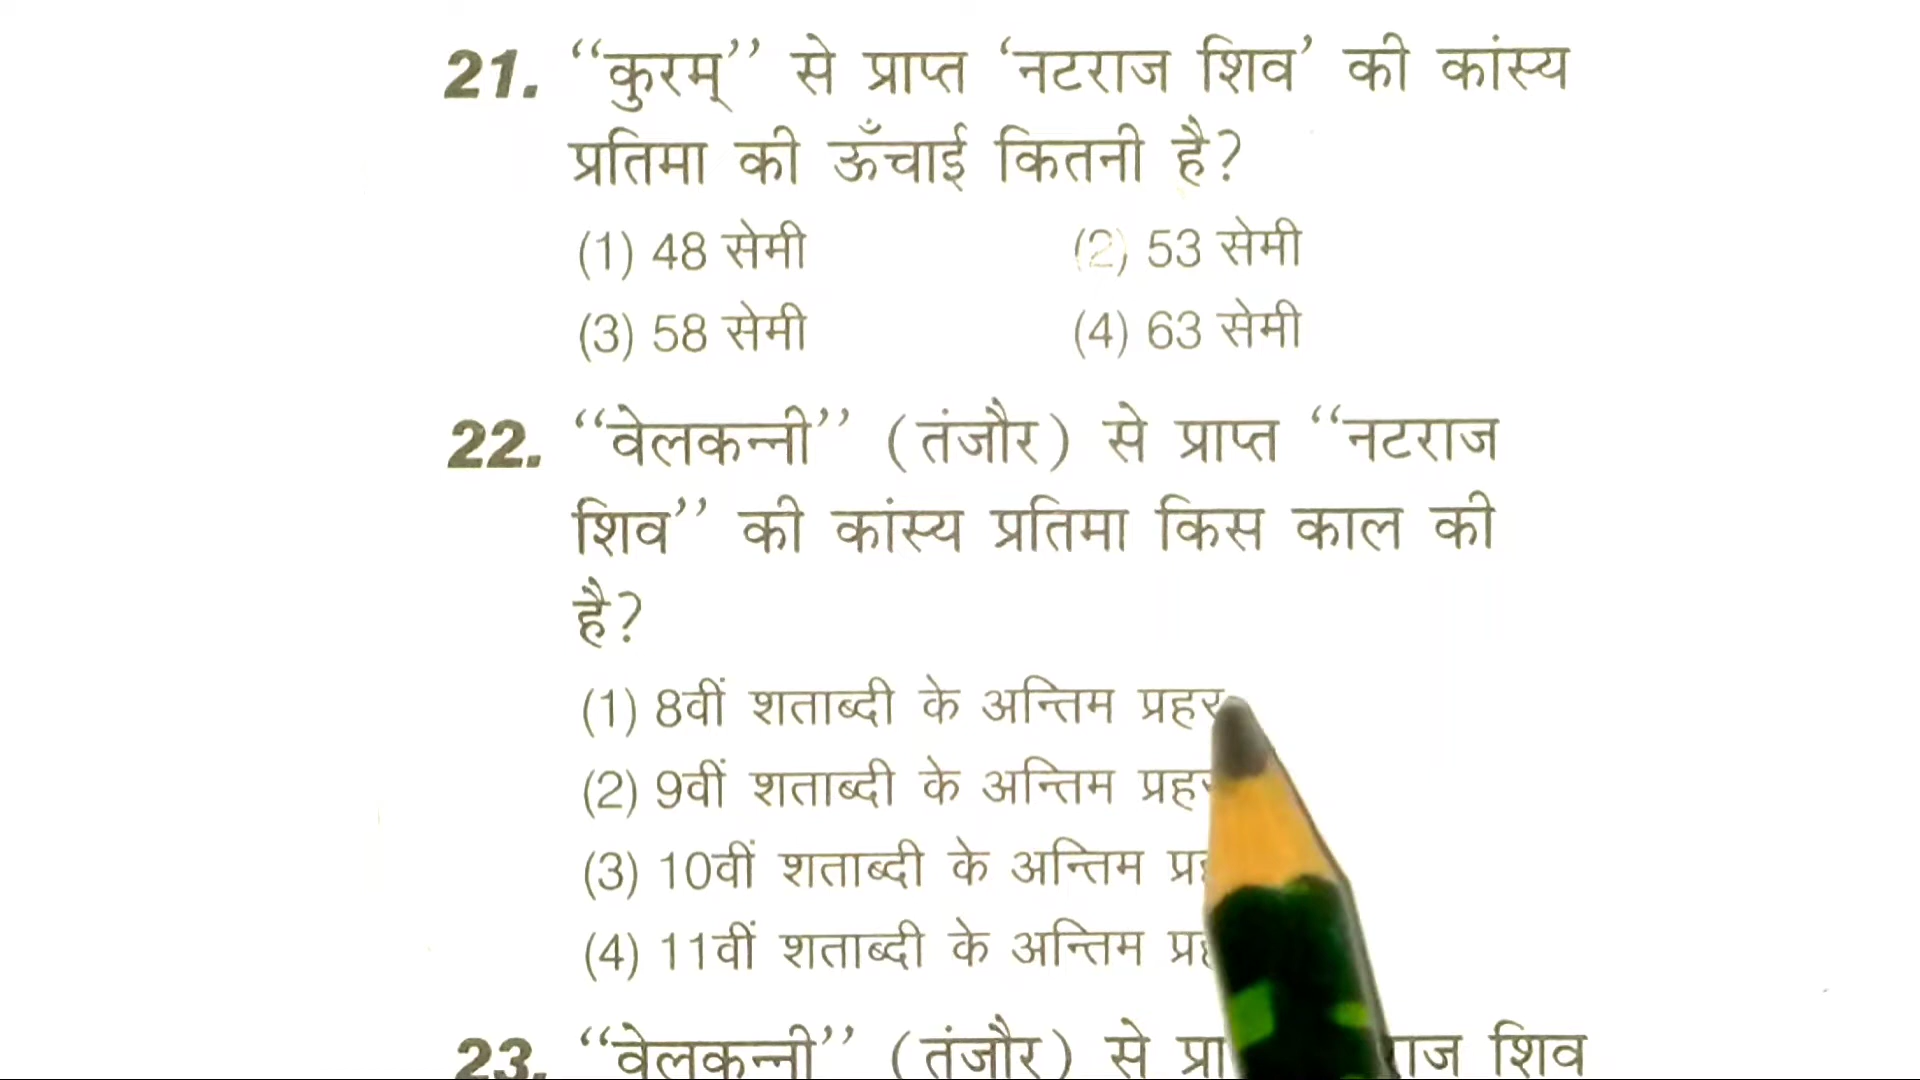 21. “कुरम्” से प्राप्त ‘नटराज शिव’ की कांस्य
प्रतिमा की ऊँचाई कितनी है?
(1) 48 सेमी (2) 53 सेमी
(3) 58 सेमी (4) 63 सेमी
22. “वेलकन्नी” (तंजौर) से प्राप्त “नटराज
शिव” की कांस्य प्रतिमा किस काल की
है?
(1) 8वीं शताब्दी के अन्तिम प्रहर
(2) 9वीं शताब्दी के अन्तिम
(3) 10वीं शताब्दी के अन्तिम
(4) 11वीं शताब्दी के अन्तिम
23. “वेलकन्नी” (तंजौर) से शिव